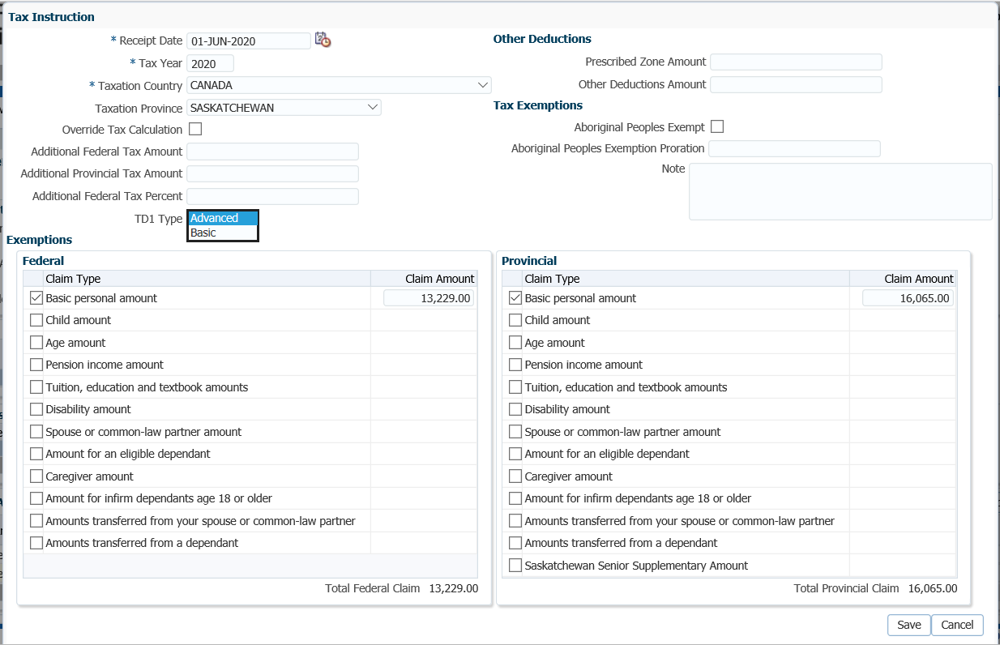 Tax Instruction
* Receipt Date 01-JUN-2020
* Tax Year 2020
* Taxation Country CANADA
Taxation Province SASKATCHEWAN
Override Tax Calculation
Additional Federal Tax Amount
Additional Provincial Tax Amount
Additional Federal Tax Percent
TD1 Type Advanced
Basic
Other Deductions
Prescribed Zone Amount
Other Deductions Amount
Tax Exemptions
Aboriginal Peoples Exempt
Aboriginal Peoples Exemption Proration
Note
Exemptions
Federal
Claim Type Claim Amount
Basic personal amount 13,229.00
Child amount
Age amount
Pension income amount
Tuition, education and textbook amounts
Disability amount
Spouse or common-law partner amount
Amount for an eligible dependant
Caregiver amount
Amount for infirm dependants age 18 or older
Amounts transferred from your spouse or common-law partner
Amounts transferred from a dependant
Total Federal Claim 13,229.00
Provincial
Claim Type Claim Amount
Basic personal amount 16,065.00
Child amount
Age amount
Pension income amount
Tuition, education and textbook amounts
Disability amount
Spouse or common-law partner amount
Amount for an eligible dependant
Caregiver amount
Amount for infirm dependants age 18 or older
Amounts transferred from your spouse or common-law partner
Amounts transferred from a dependant
Saskatchewan Senior Supplementary Amount
Total Provincial Claim 16,065.00
Save Cancel